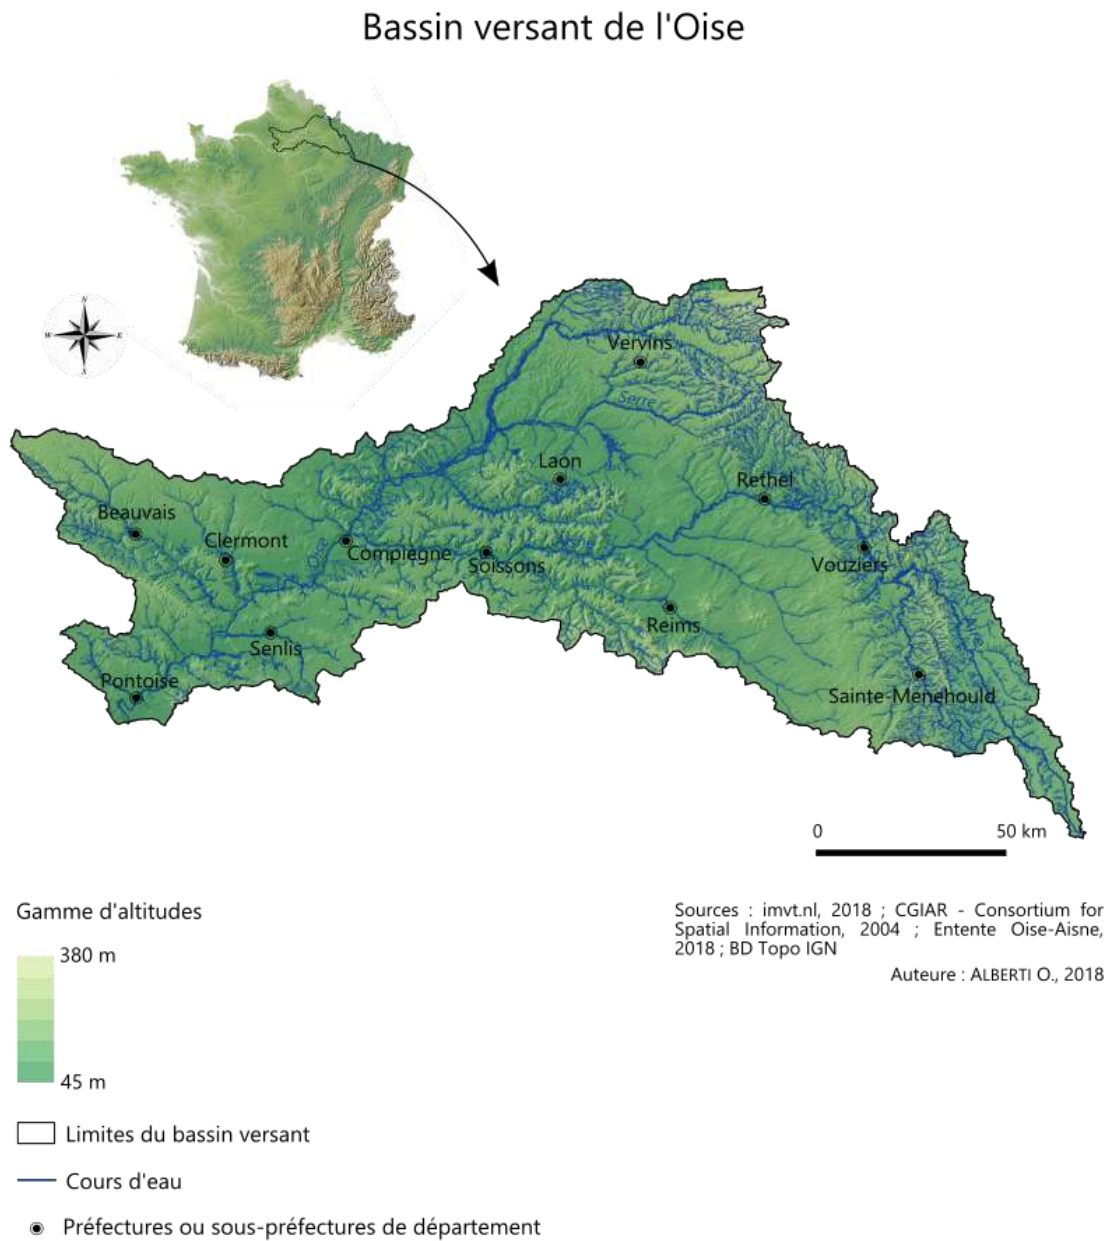 Bassin versant de l'Oise
N
W
E
S
Vervins
Serre
Laon
Rethel
Beauvais
Clermont
Oise
Compiègne
Soissons
Vouziers
Aire
Reims
Senlis
Pontoise
Sainte-Menehould
0 50 km
Gamme d'altitudes
380 m
45 m
Sources : imvt.nl, 2018 ; CGIAR - Consortium for
Spatial Information, 2004 ; Entente Oise-Aisne,
2018 ; BD Topo IGN
Auteure : ALBERTI O., 2018
Limites du bassin versant
Cours d'eau
Préfectures ou sous-préfectures de département